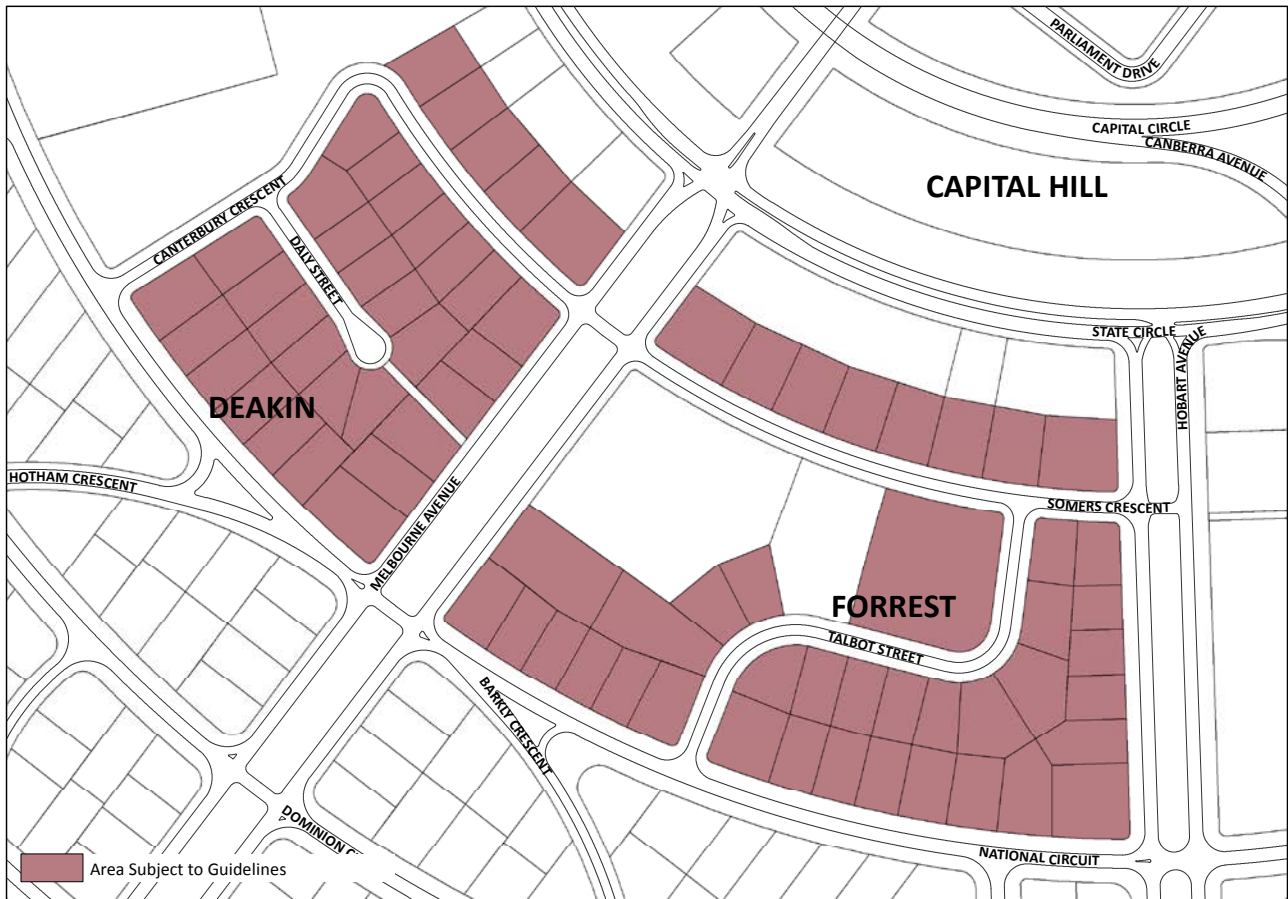 PARLIAMENT DRIVE
CAPITAL CIRCLE
CANBERRA AVENUE
CAPITAL HILL
CANTERBURY CRESCENT
DALY STREET
STATE CIRCLE
HOBART AVENUE
DEAKIN
HOTHAM CRESCENT
MELBOURNE AVENUE
SOMERS CRESCENT
FORREST
TALBOT STREET
BARKLY CRESCENT
DOMINION C
NATIONAL CIRCUIT
Area Subject to Guidelines